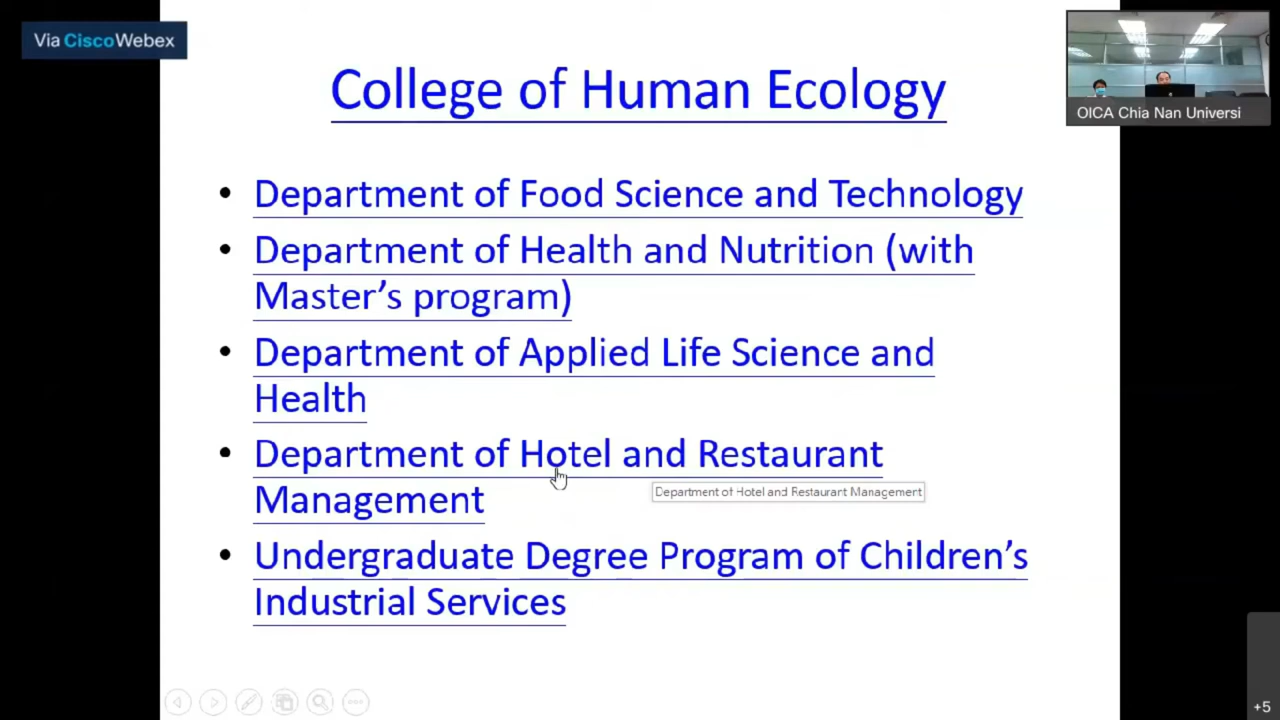 Via CiscoWebex
College of Human Ecology
OICA Chia Nan Universi
• Department of Food Science and Technology
• Department of Health and Nutrition (with
Master’s program)
• Department of Applied Life Science and
Health
• Department of Hotel and Restaurant
Management
Department of Hotel and Restaurant Management
• Undergraduate Degree Program of Children’s
Industrial Services
+5